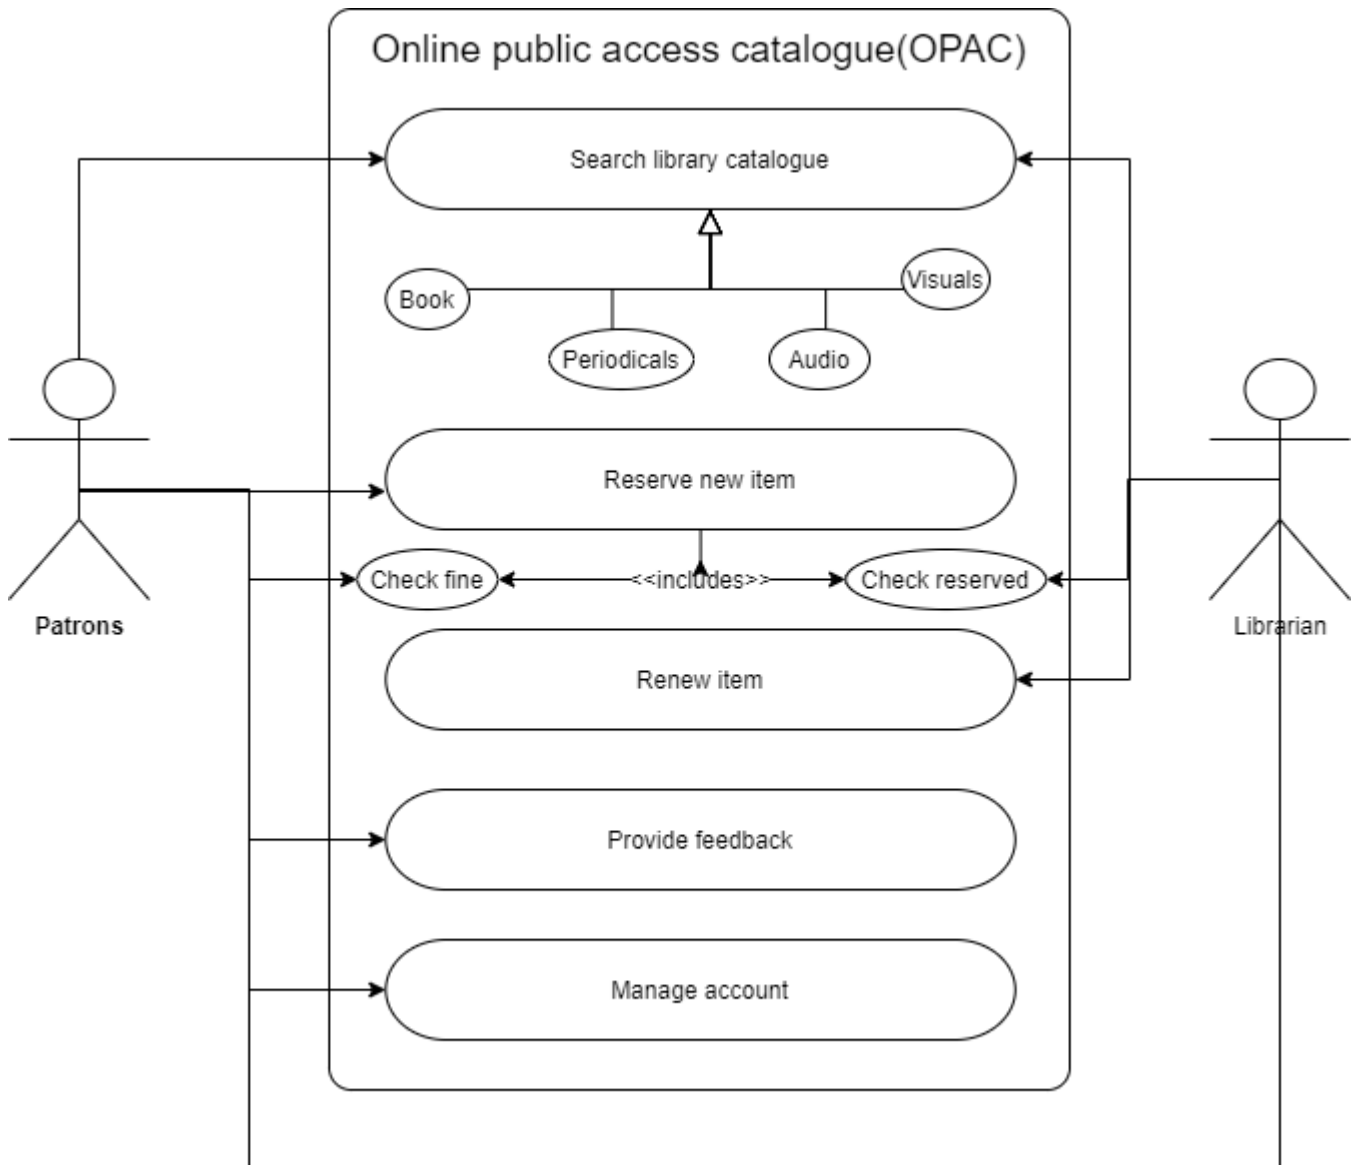 Online public access catalogue(OPAC)
Search library catalogue
Book
Visuals
Periodicals
Audio
Reserve new item
Check fine
<<includes>>
Check reserved
Patrons
Librarian
Renew item
Provide feedback
Manage account